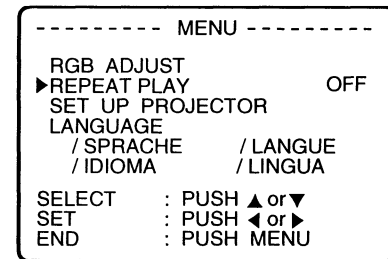 --------- MENU ---------
RGB ADJUST
▶REPEAT PLAY OFF
SET UP PROJECTOR
LANGUAGE
/ SPRACHE / LANGUE
/ IDIOMA / LINGUA
SELECT : PUSH ▲ or ▼
SET : PUSH ◀ or ▶
END : PUSH MENU